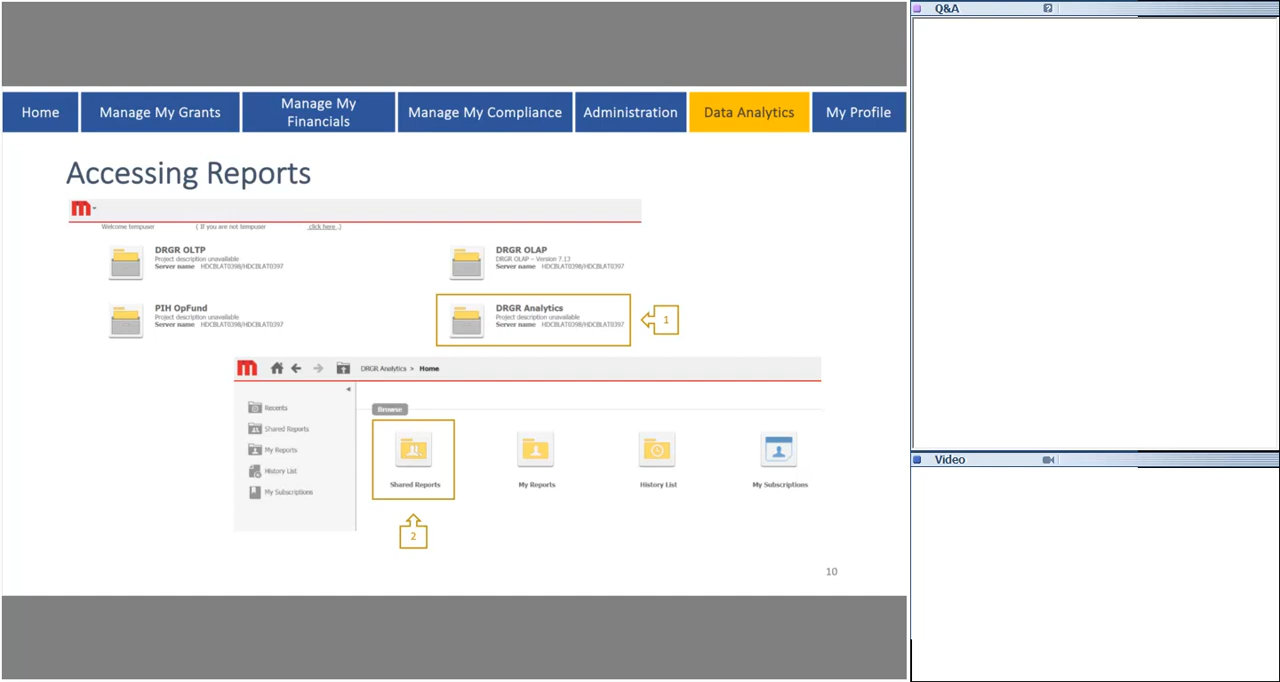 Q&A
Home
Manage My Grants
Manage My
Financials
Manage My Compliance
Administration
Data Analytics
My Profile
Accessing Reports
Welcome tempuser ( If you are not tempuser click here .)
DRGR OLTP
Project description unavailable
Server name HDCBLAT0398/HDCBLAT0397
DRGR OLAP
DRGR OLAP - Version 7.13
Server name HDCBLAT0398/HDCBLAT0397
PIH OpFund
Project description unavailable
Server name HDCBLAT0398/HDCBLAT0397
DRGR Analytics
Project description unavailable
Server name HDCBLAT0398/HDCBLAT0397
1
DRGR Analytics > Home
Recents
Shared Reports
My Reports
History List
My Subscriptions
Browse
Shared Reports
My Reports
History List
My Subscriptions
2
10
Video